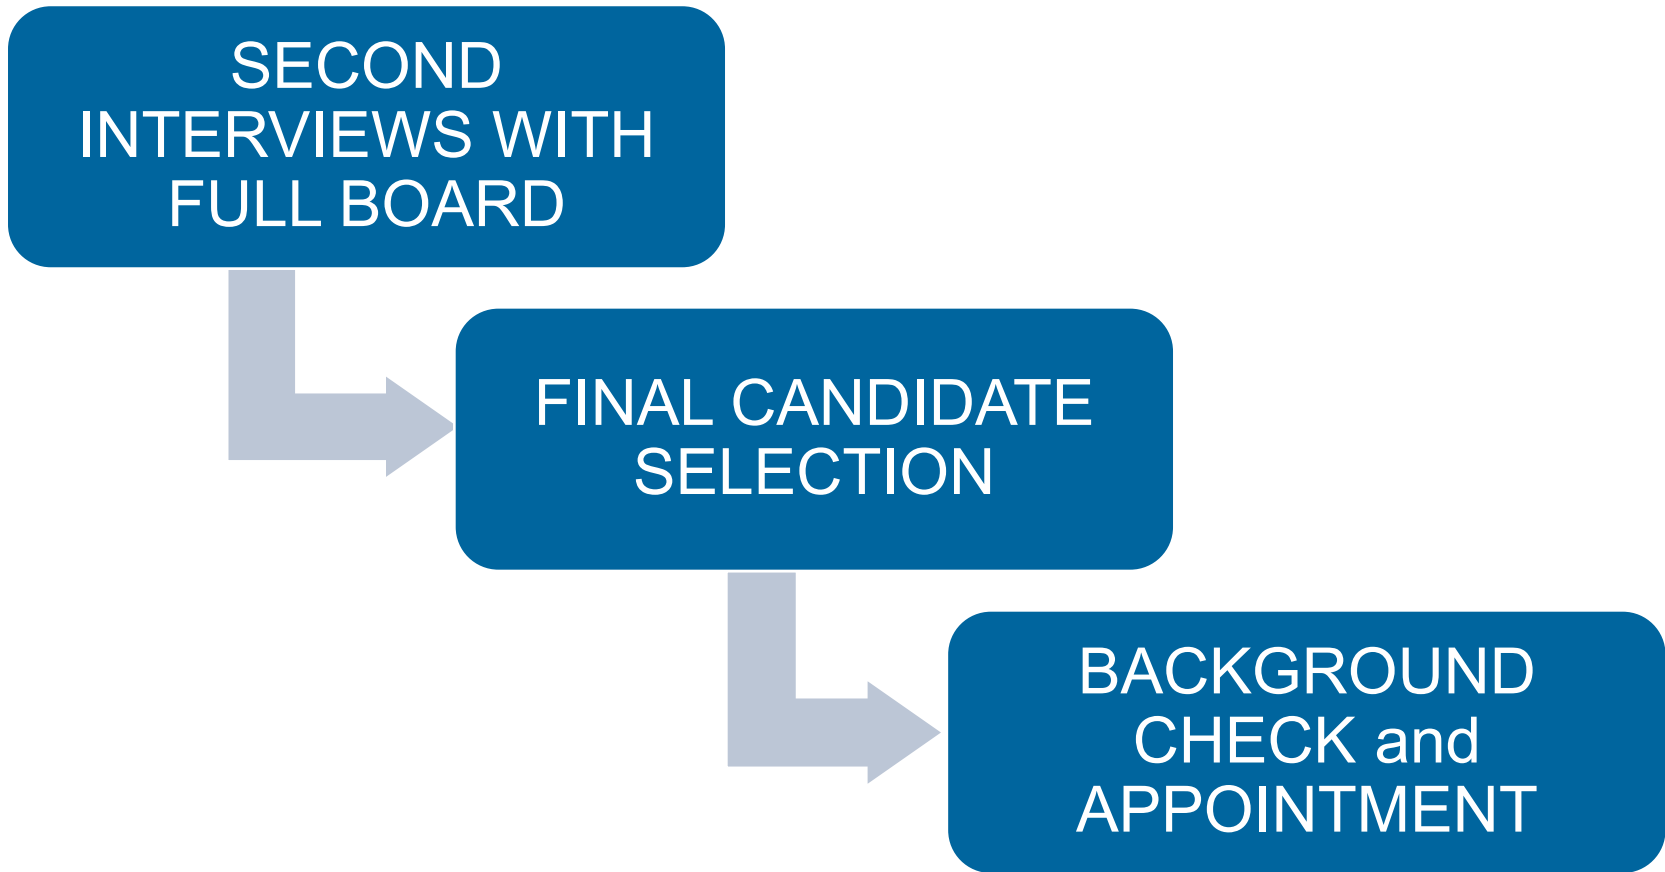 SECOND
INTERVIEWS WITH
FULL BOARD
FINAL CANDIDATE
SELECTION
BACKGROUND
CHECK and
APPOINTMENT